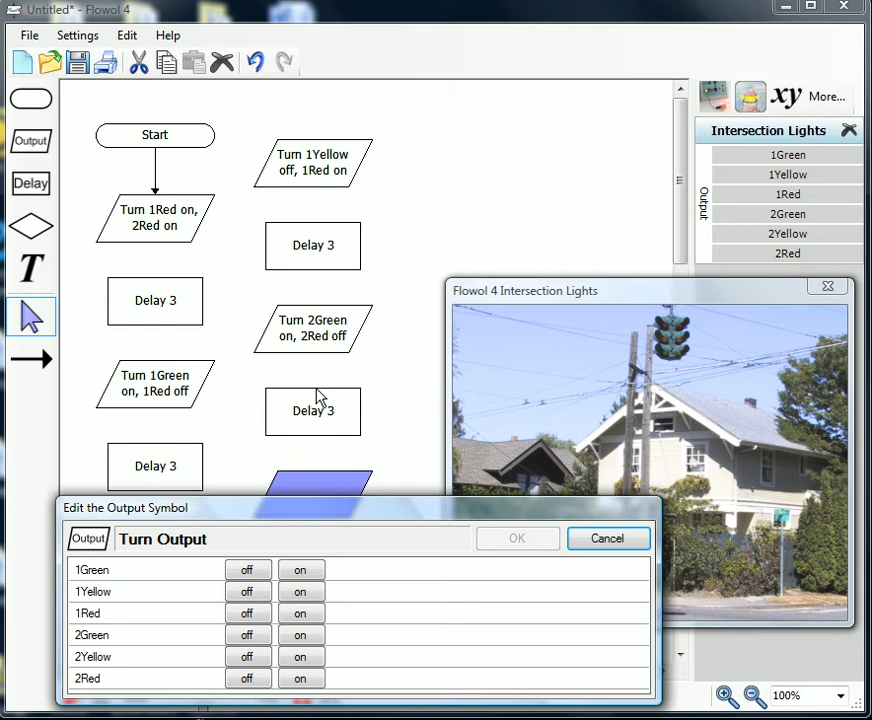 Untitled* - Flowol 4
File Settings Edit Help
xy More...
Output
Delay
T
Start
Turn 1Red on,
2Red on
Delay 3
Turn 1Green
on, 1Red off
Delay 3
Turn 1Yellow
off, 1Red on
Delay 3
Turn 2Green
on, 2Red off
Delay 3
Intersection Lights
Output
1Green
1Yellow
1Red
2Green
2Yellow
2Red
Flowol 4 Intersection Lights
Edit the Output Symbol
Output Turn Output OK Cancel
1Green off on
1Yellow off on
1Red off on
2Green off on
2Yellow off on
2Red off on
100%